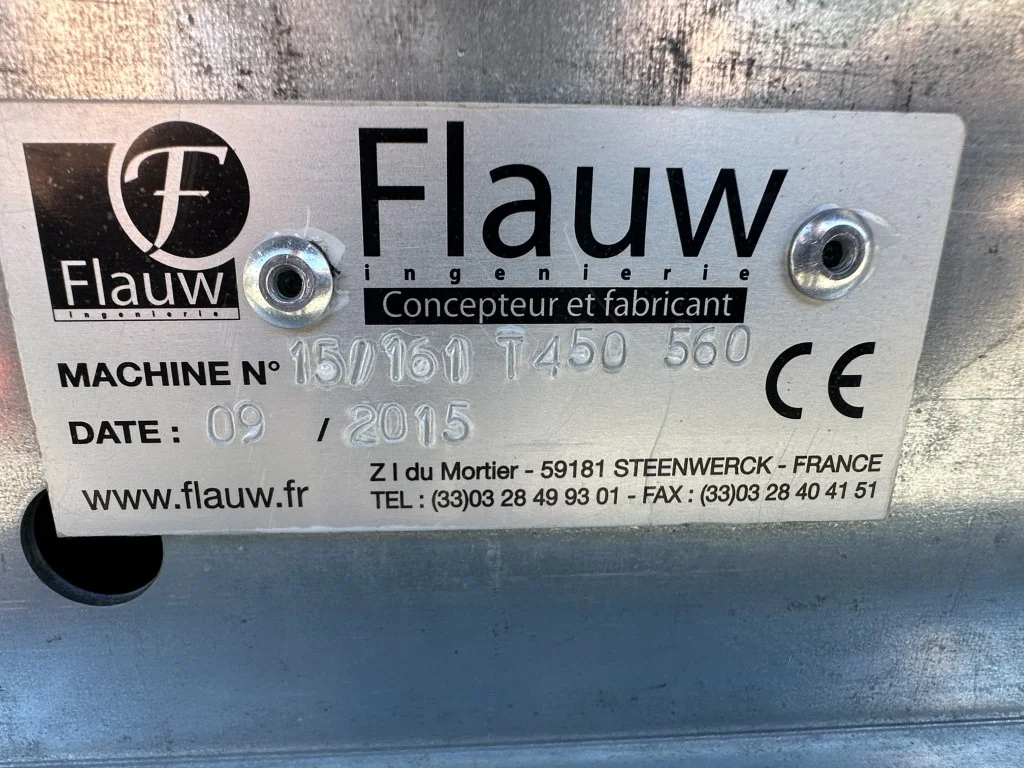 F
Flauw
ingenierie
Flauw
ingenierie
Concepteur et fabricant
MACHINE N° 15/161 T450 560
DATE : 09 / 2015
CE
www.flauw.fr
Z I du Mortier - 59181 STEENWERCK - FRANCE
TEL : (33)03 28 49 93 01 - FAX : (33)03 28 40 41 51